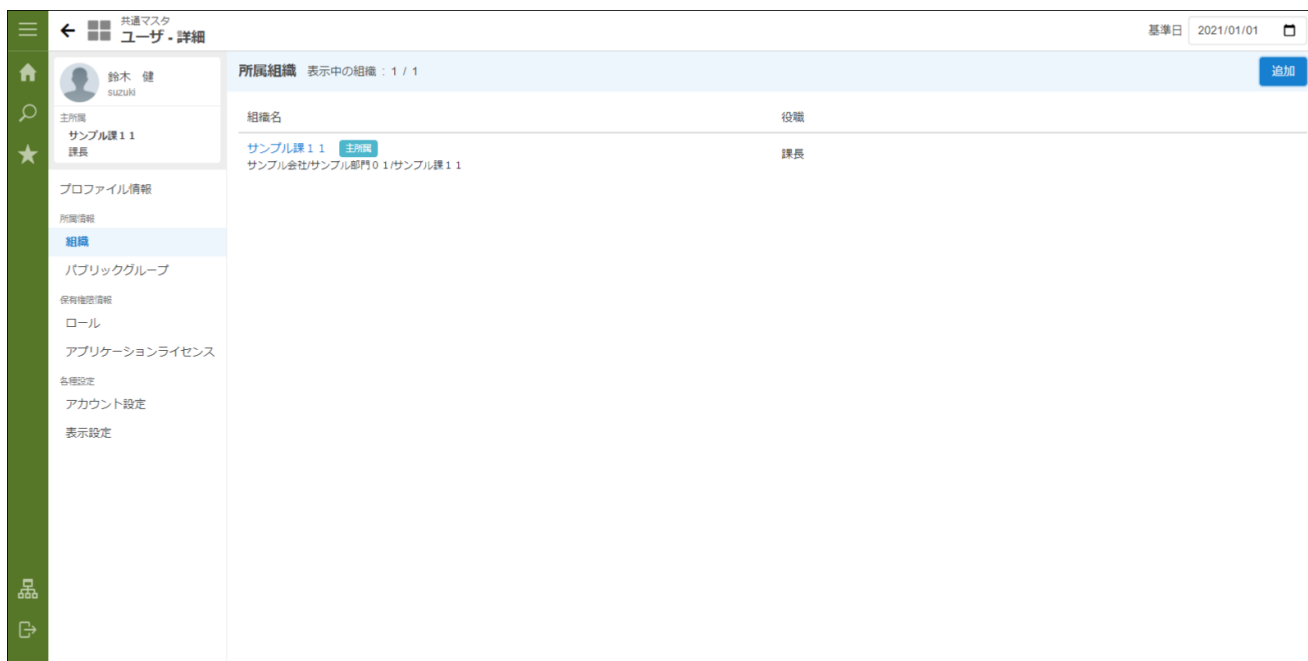 共通マスタ
ユーザ - 詳細
基準日 2021/01/01
鈴木 健
suzuki
主所属
サンプル課１１
課長
プロファイル情報
所属情報
組織
パブリックグループ
保有権限情報
ロール
アプリケーションライセンス
各種設定
アカウント設定
表示設定
所属組織 表示中の組織 : 1 / 1
追加
組織名 役職
サンプル課１１ 主所属
サンプル会社/サンプル部門０１/サンプル課１１
課長